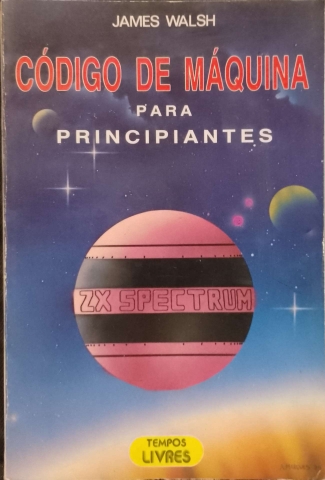 JAMES WALSH
CÓDIGO DE MÁQUINA
PARA
PRINCIPIANTES
ZX SPECTRUM
TEMPOS
LIVRES